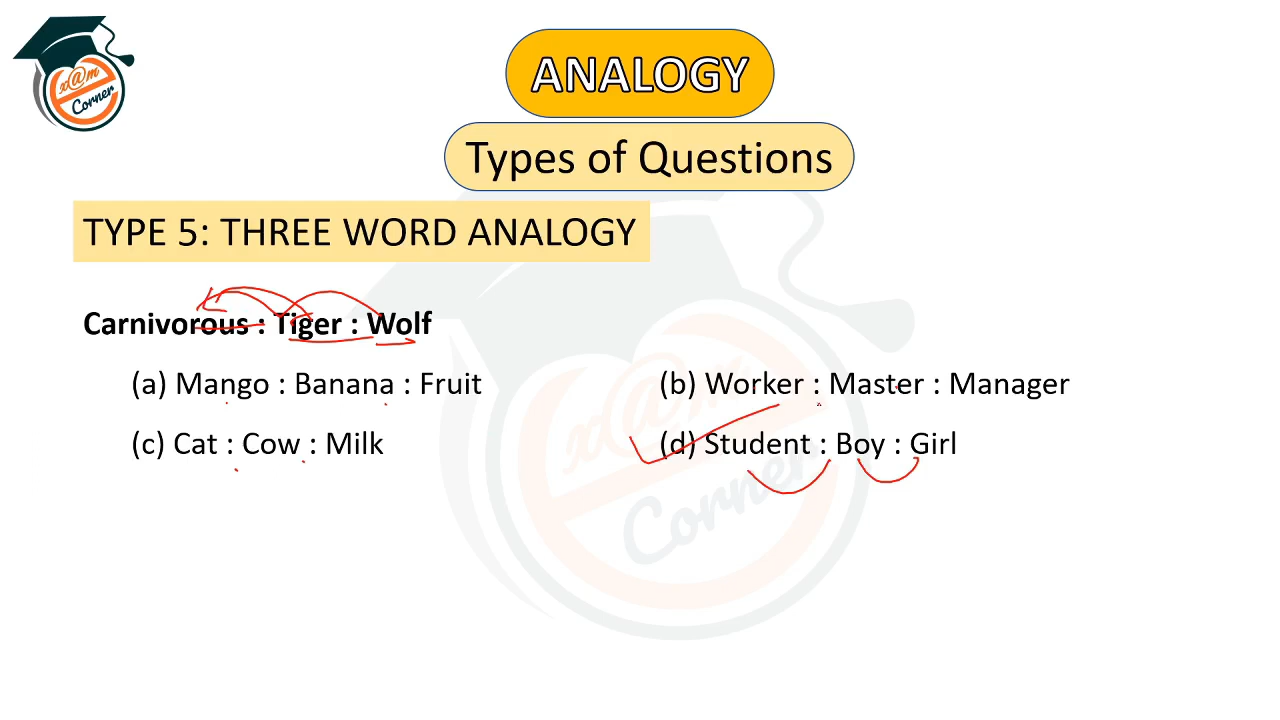 x@m
Corner
ANALOGY
Types of Questions
TYPE 5: THREE WORD ANALOGY
Carnivorous : Tiger : Wolf
(a) Mango : Banana : Fruit
(b) Worker : Master : Manager
(c) Cat : Cow : Milk
(d) Student : Boy : Girl
x@m
Corner